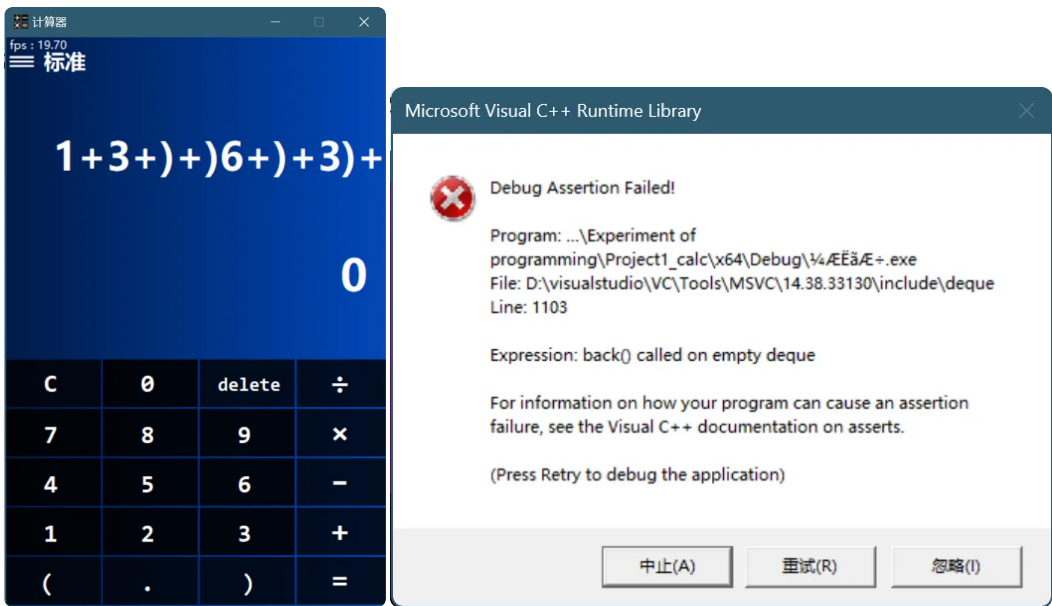 计算器
fps : 19.70
标准
1+3+)+)6+)+3)+
0
C 0 delete ÷
7 8 9 ×
4 5 6 −
1 2 3 +
( . ) =
Microsoft Visual C++ Runtime Library
Debug Assertion Failed!
Program: ...\Experiment of
programming\Project1_calc\x64\Debug\¼ÆËãÆ÷.exe
File: D:\visualstudio\VC\Tools\MSVC\14.38.33130\include\deque
Line: 1103
Expression: back() called on empty deque
For information on how your program can cause an assertion
failure, see the Visual C++ documentation on asserts.
(Press Retry to debug the application)
中止(A) 重试(R) 忽略(I)